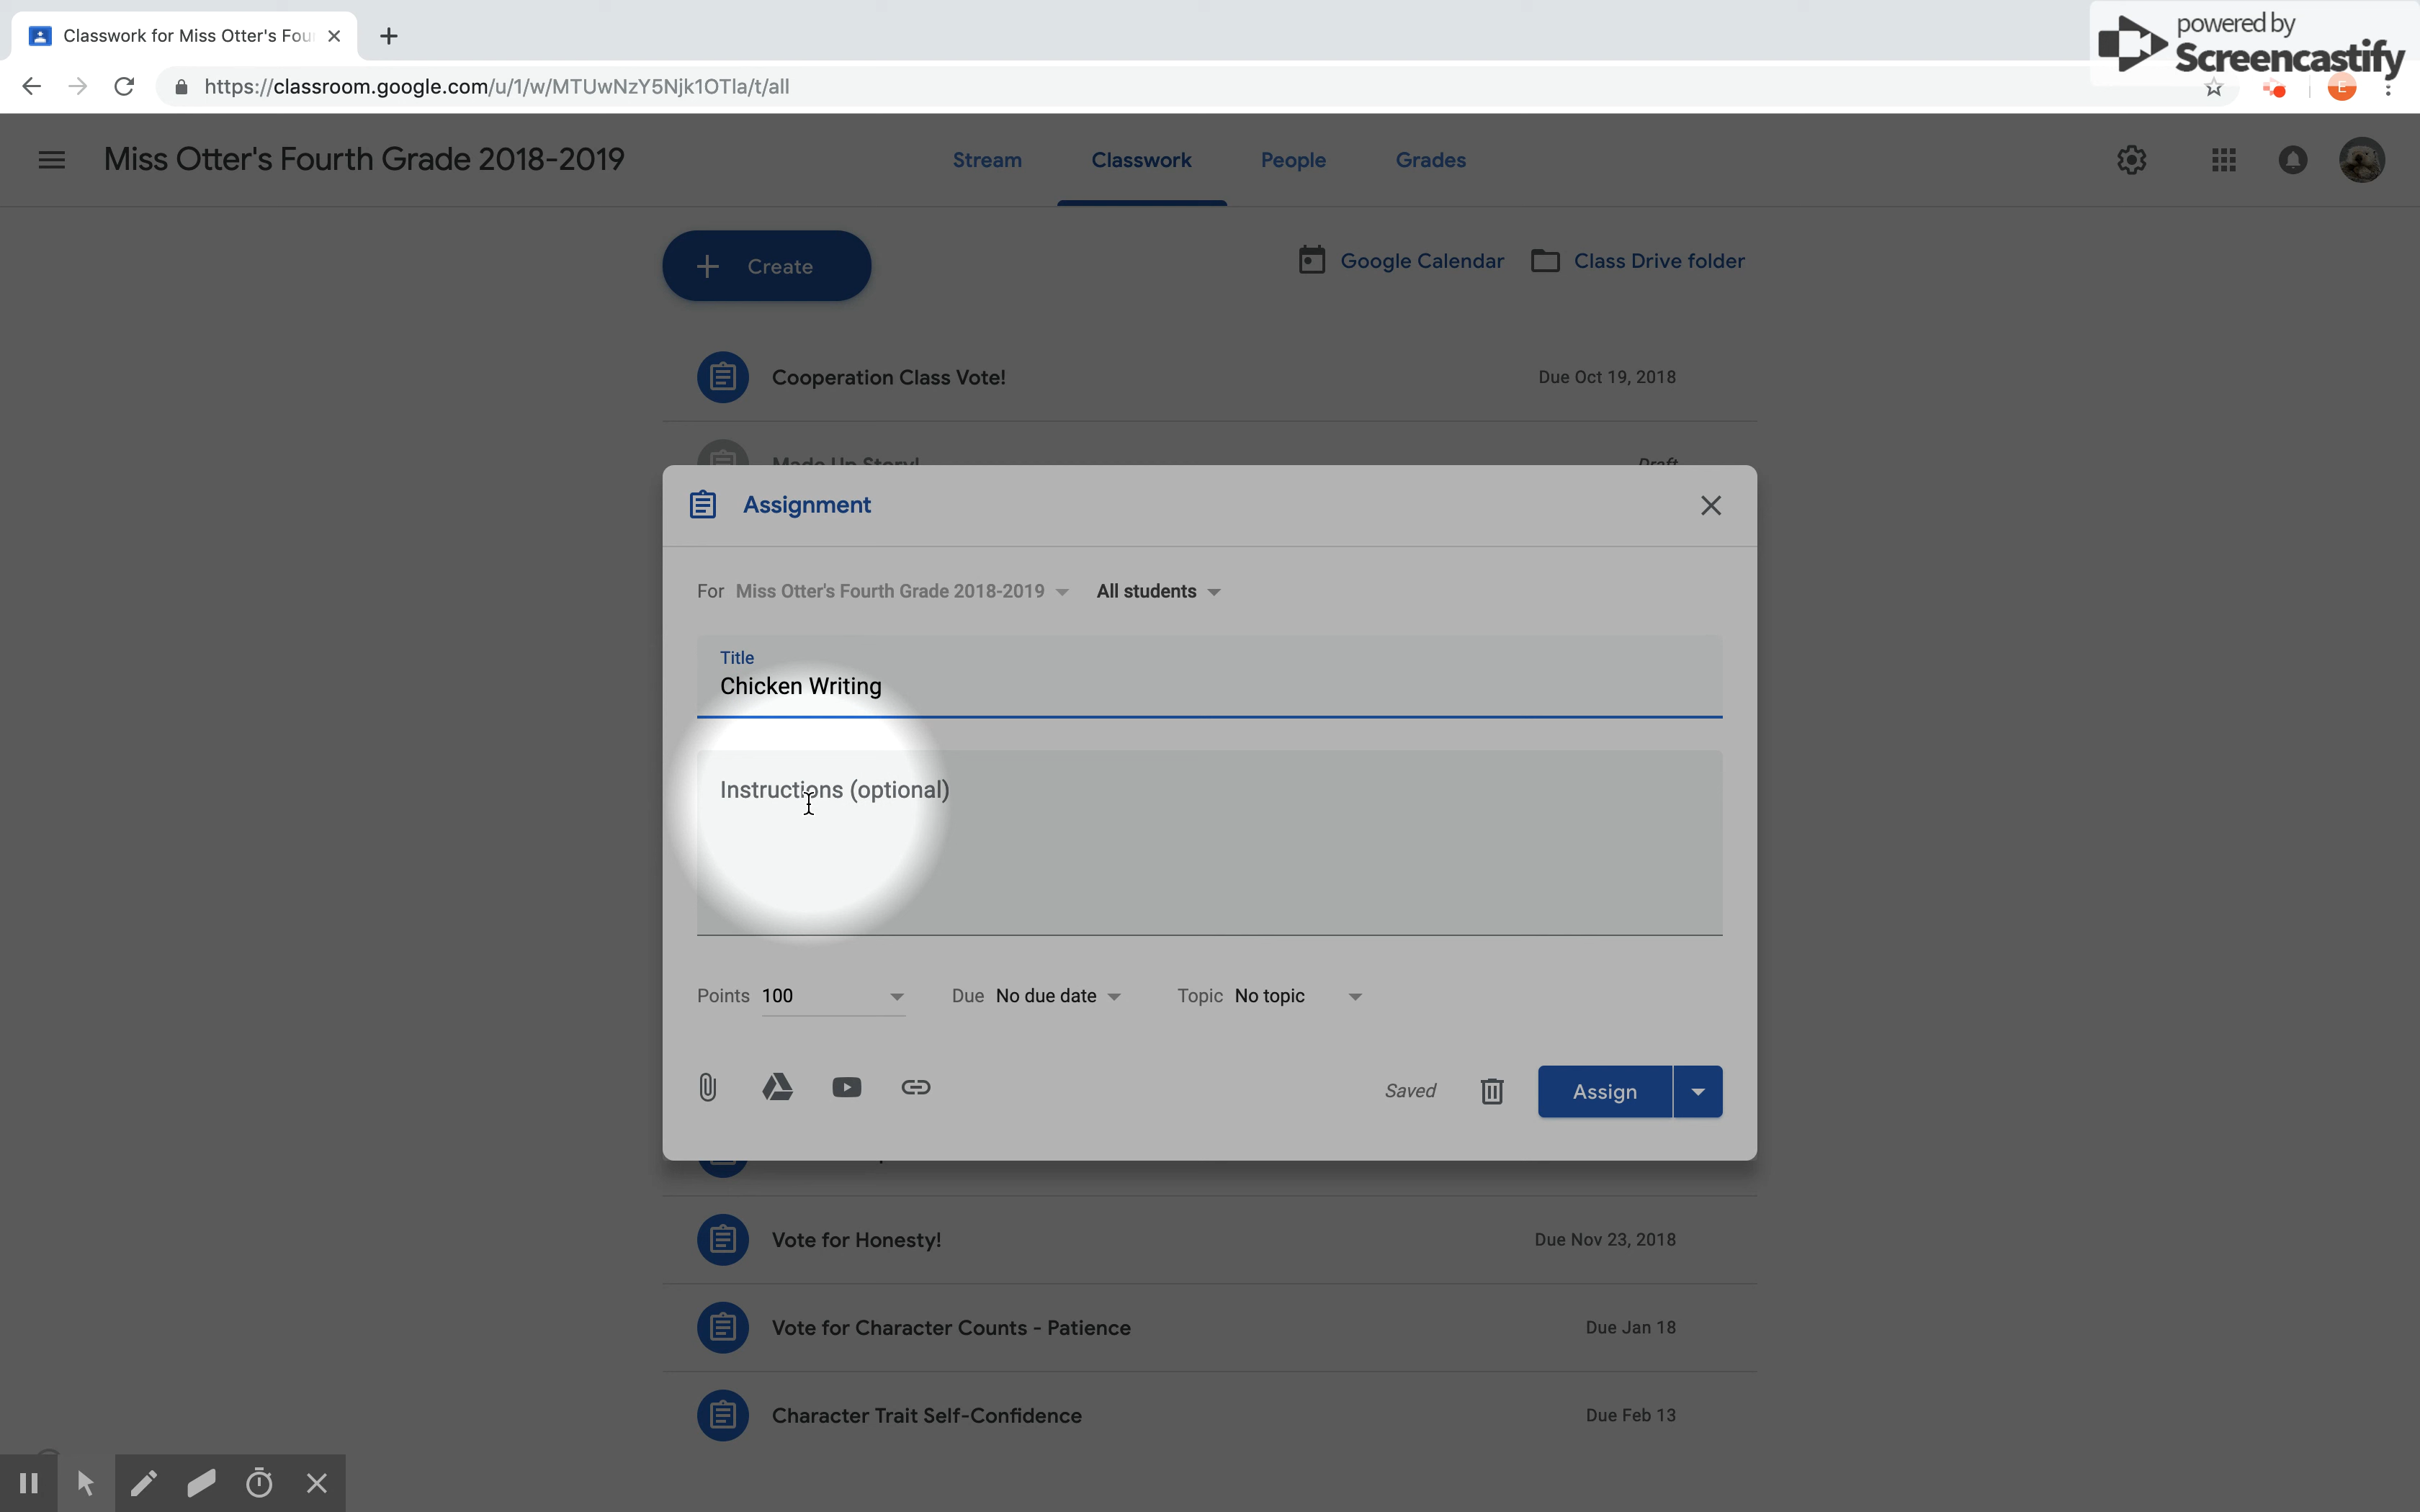 Classwork for Miss Otter's Fou
powered by
Screencastify
https://classroom.google.com/u/1/w/MTUwNzY5Njk1OTla/t/all
E
Miss Otter's Fourth Grade 2018-2019
Stream
Classwork
People
Grades
Create
Google Calendar
Class Drive folder
Cooperation Class Vote!
Due Oct 19, 2018
Made Up Story!
Draft
Assignment
For Miss Otter's Fourth Grade 2018-2019
All students
Title
Chicken Writing
Instructions (optional)
Points 100
Due No due date
Topic No topic
Saved
Assign
Vote for Honesty!
Due Nov 23, 2018
Vote for Character Counts - Patience
Due Jan 18
Character Trait Self-Confidence
Due Feb 13